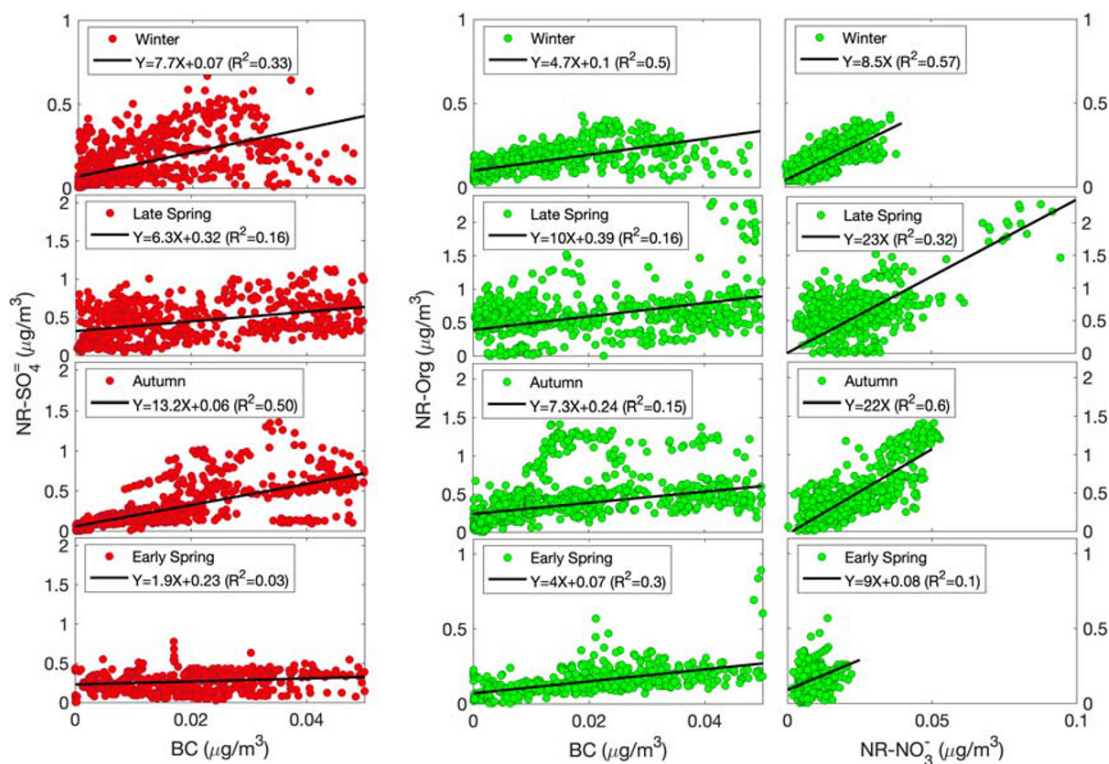 1
Winter
Y=7.7X+0.07 (R²=0.33)
0.5
0
Winter
Y=4.7X+0.1 (R²=0.5)
Winter
Y=8.5X (R²=0.57)
1
0.5
0
2
1.5
1
0.5
0
Late Spring
Y=6.3X+0.32 (R²=0.16)
2
1.5
1
0.5
0
Late Spring
Y=10X+0.39 (R²=0.16)
Late Spring
Y=23X (R²=0.32)
2
1.5
1
0.5
0
NR-SO₄⁼ (μg/m³)
NR-Org (μg/m³)
2
1.5
1
0.5
0
Autumn
Y=13.2X+0.06 (R²=0.50)
2
1.5
1
0.5
0
Autumn
Y=7.3X+0.24 (R²=0.15)
Autumn
Y=22X (R²=0.6)
2
1.5
1
0.5
0
2
1.5
1
0.5
0
Early Spring
Y=1.9X+0.23 (R²=0.03)
1
0.5
0
Early Spring
Y=4X+0.07 (R²=0.3)
Early Spring
Y=9X+0.08 (R²=0.1)
1
0.5
0
0 0.02 0.04
0 0.02 0.04
0 0.05 0.1
BC (μg/m³)
BC (μg/m³)
NR-NO₃⁻ (μg/m³)